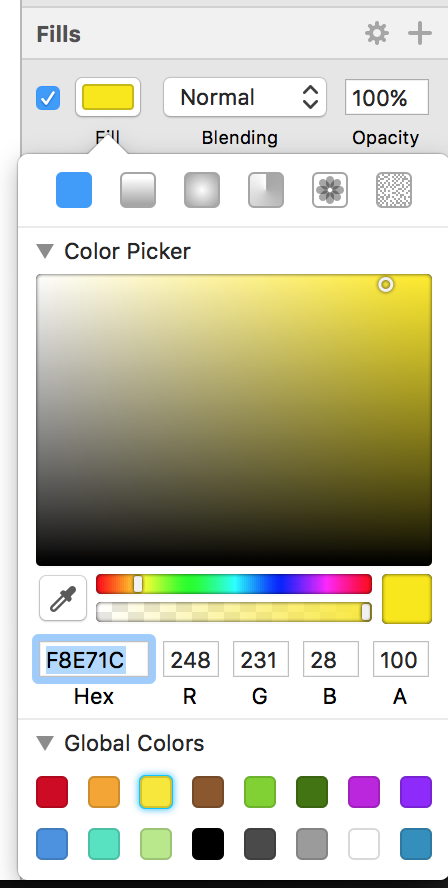 Fills
Normal 100%
Fill Blending Opacity
Color Picker
F8E71C 248 231 28 100
Hex R G B A
Global Colors